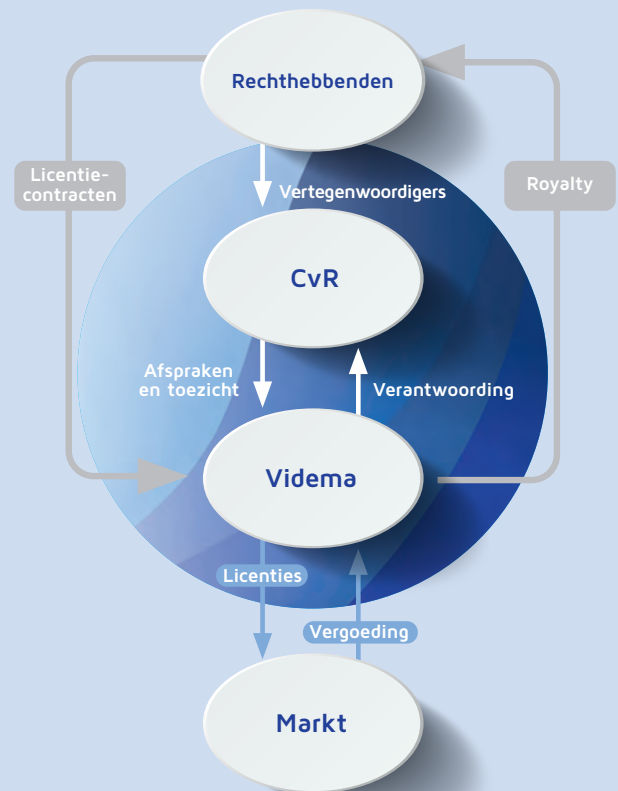 Rechthebbenden
Licentie-
contracten
Royalty
Vertegenwoordigers
CvR
Afspraken
en toezicht
Verantwoording
Videma
Licenties
Vergoeding
Markt